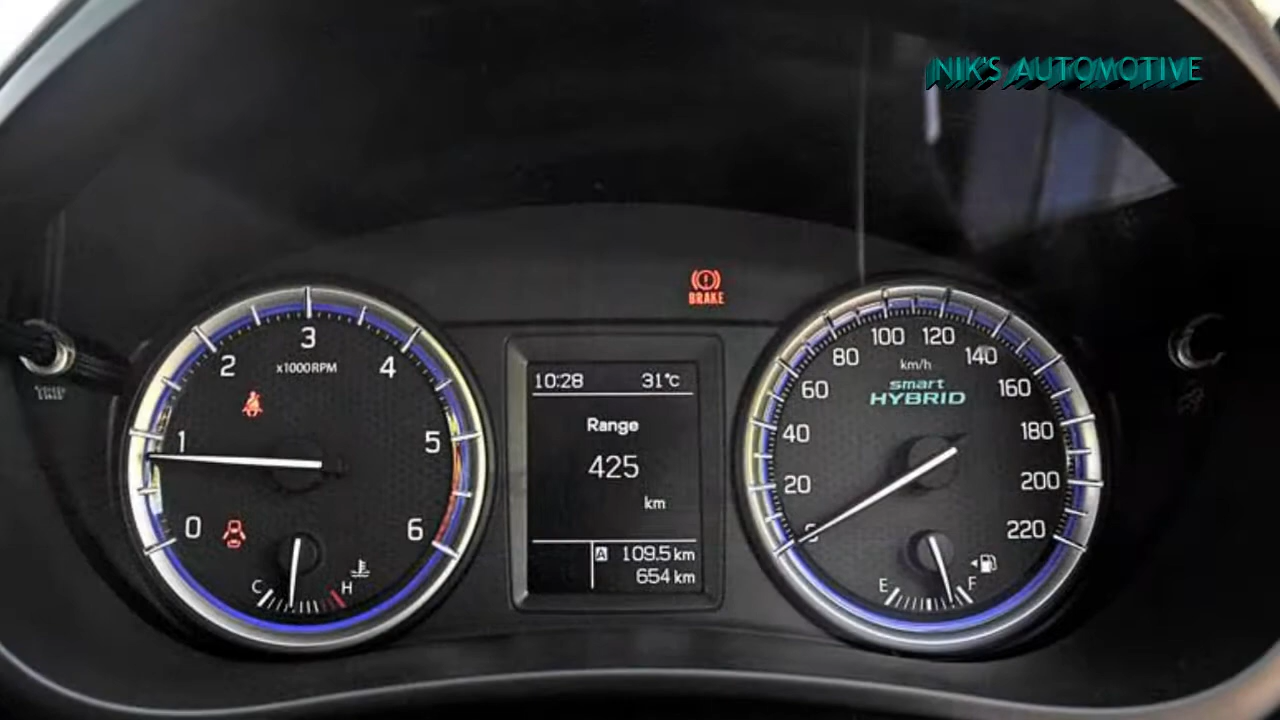 NIK'S AUTOMOTIVE
BRAKE
TRIP
0
1
2
3
4
5
6
x1000RPM
C
H
10:28
31°C
Range
425
km
A 109.5 km
654 km
0
20
40
60
80
100
120
140
160
180
200
220
km/h
smart
HYBRID
E
F